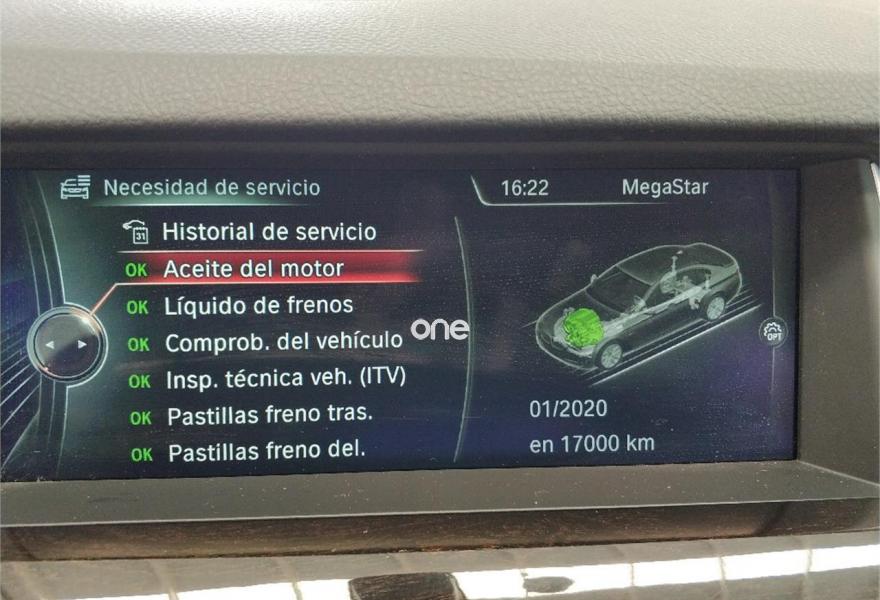 Necesidad de servicio
16:22 MegaStar
31 Historial de servicio
OK Aceite del motor
OK Líquido de frenos
OK Comprob. del vehículo
OK Insp. técnica veh. (ITV)
OK Pastillas freno tras.
OK Pastillas freno del.
one
OPT
01/2020
en 17000 km